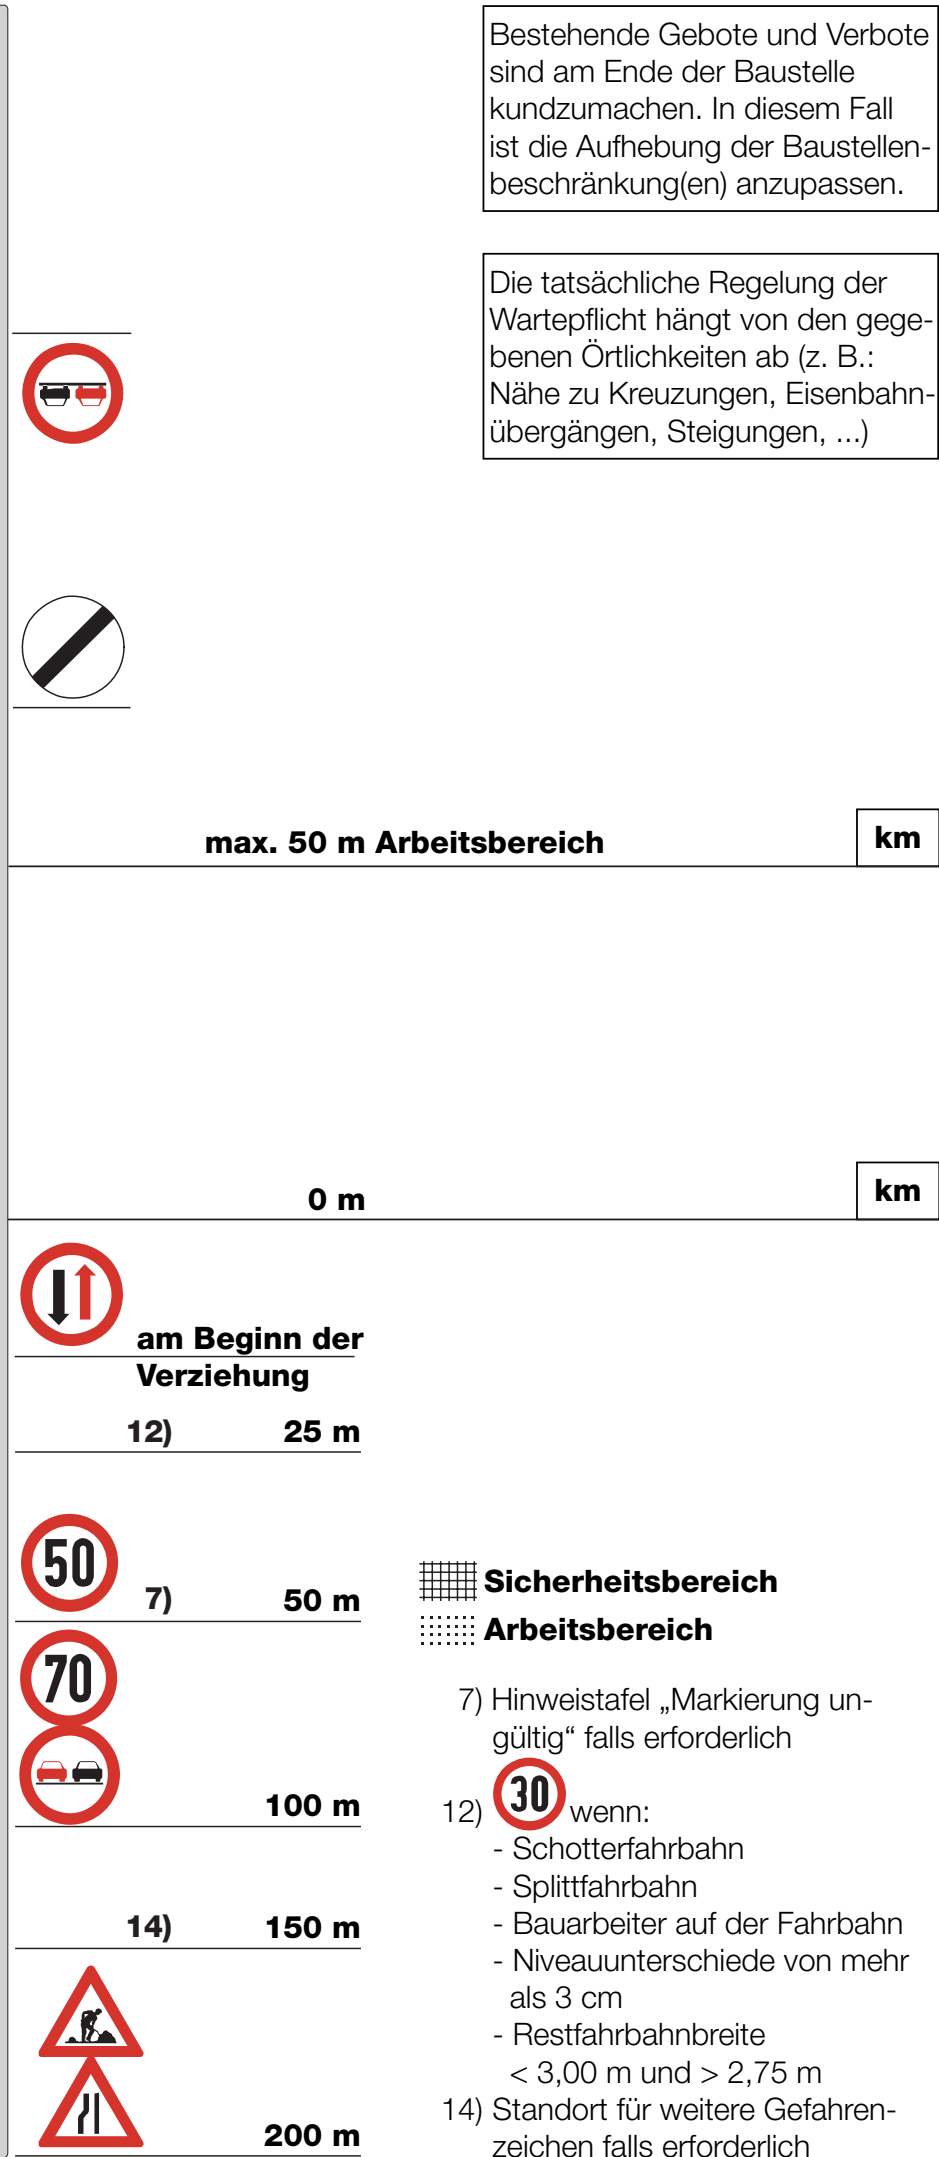 Bestehende Gebote und Verbote
sind am Ende der Baustelle
kundzumachen. In diesem Fall
ist die Aufhebung der Baustellen-
beschränkung(en) anzupassen.
Die tatsächliche Regelung der
Wartepflicht hängt von den gege-
benen Örtlichkeiten ab (z. B.:
Nähe zu Kreuzungen, Eisenbahn-
übergängen, Steigungen, ...)
max. 50 m Arbeitsbereich
km
0 m
km
am Beginn der
Verziehung
12) 25 m
50
7) 50 m
70
100 m
14) 150 m
200 m
Sicherheitsbereich
Arbeitsbereich
7) Hinweistafel „Markierung un-
gültig“ falls erforderlich
12) 30 wenn:
- Schotterfahrbahn
- Splittfahrbahn
- Bauarbeiter auf der Fahrbahn
- Niveauunterschiede von mehr
als 3 cm
- Restfahrbahnbreite
< 3,00 m und > 2,75 m
14) Standort für weitere Gefahren-
zeichen falls erforderlich